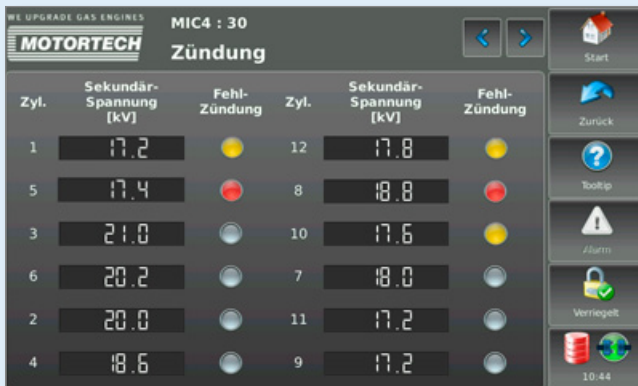 WE UPGRADE GAS ENGINES
MOTORTECH
MIC4 : 30
Zündung
Zyl. Sekundär-Spannung [kV] Fehl-Zündung Zyl. Sekundär-Spannung [kV] Fehl-Zündung
1 17.2 12 17.8
5 17.4 8 18.8
3 21.0 10 17.6
6 20.2 7 18.0
2 20.0 11 17.2
4 18.6 9 17.2
Start
Zurück
Tooltip
Alarm
Verriegelt
10:44